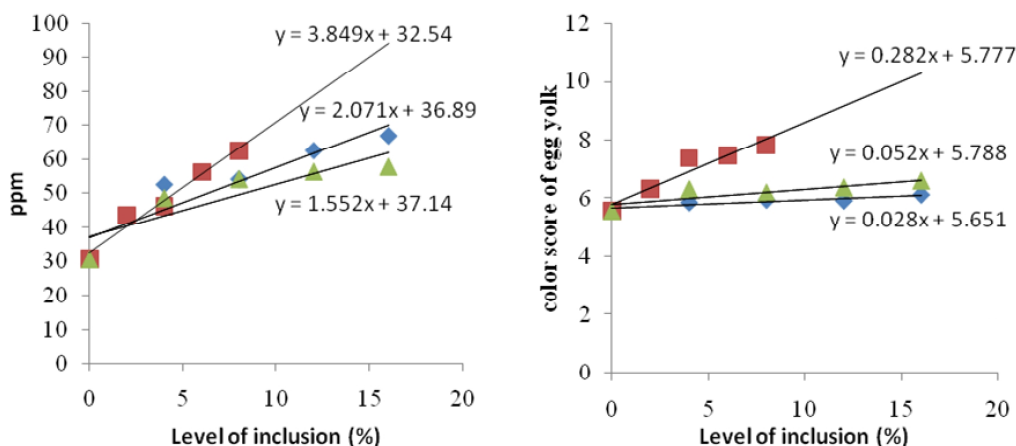 100
90
80
70
60
50
40
30
20
10
0
ppm
y = 3.849x + 32.54
y = 2.071x + 36.89
y = 1.552x + 37.14
0 5 10 15 20
Level of inclusion (%)
12
10
8
6
4
2
0
color score of egg yolk
y = 0.282x + 5.777
y = 0.052x + 5.788
y = 0.028x + 5.651
0 5 10 15 20
Level of inclusion (%)